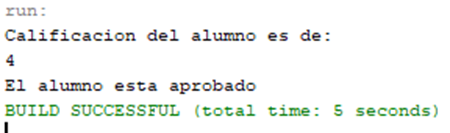 run:
Calificacion del alumno es de:
4
El alumno esta aprobado
BUILD SUCCESSFUL (total time: 5 seconds)